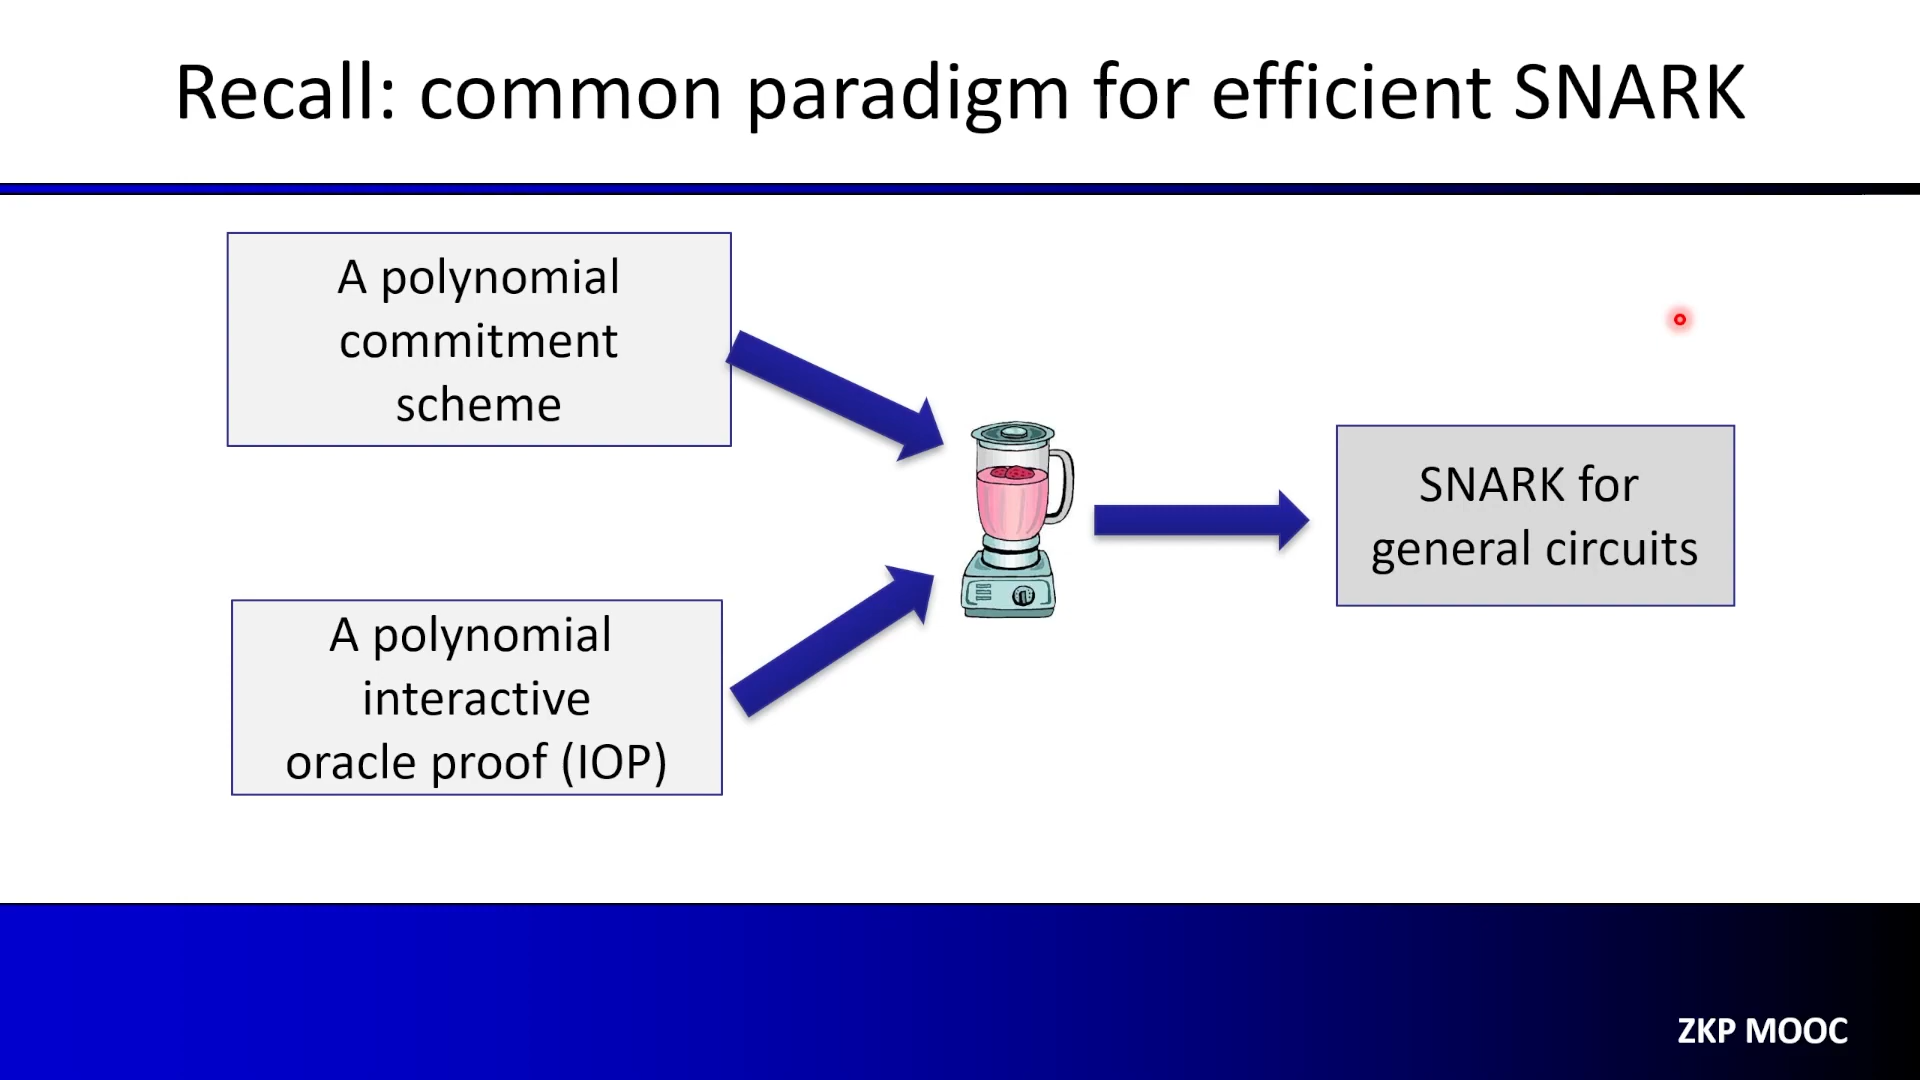 Recall: common paradigm for efficient SNARK
A polynomial
commitment
scheme
A polynomial
interactive
oracle proof (IOP)
SNARK for
general circuits
ZKP MOOC